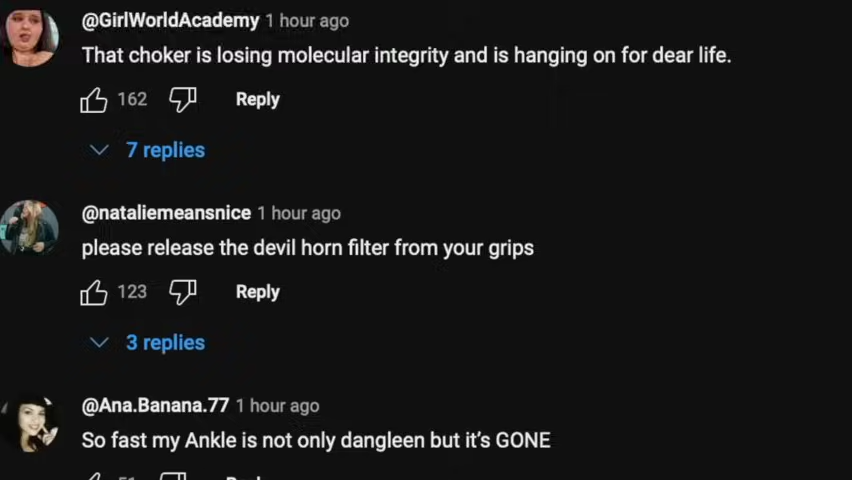 @GirlWorldAcademy 1 hour ago
That choker is losing molecular integrity and is hanging on for dear life.
162 Reply
7 replies
@nataliemeansnice 1 hour ago
please release the devil horn filter from your grips
123 Reply
3 replies
@Ana.Banana.77 1 hour ago
So fast my Ankle is not only dangleen but it's GONE